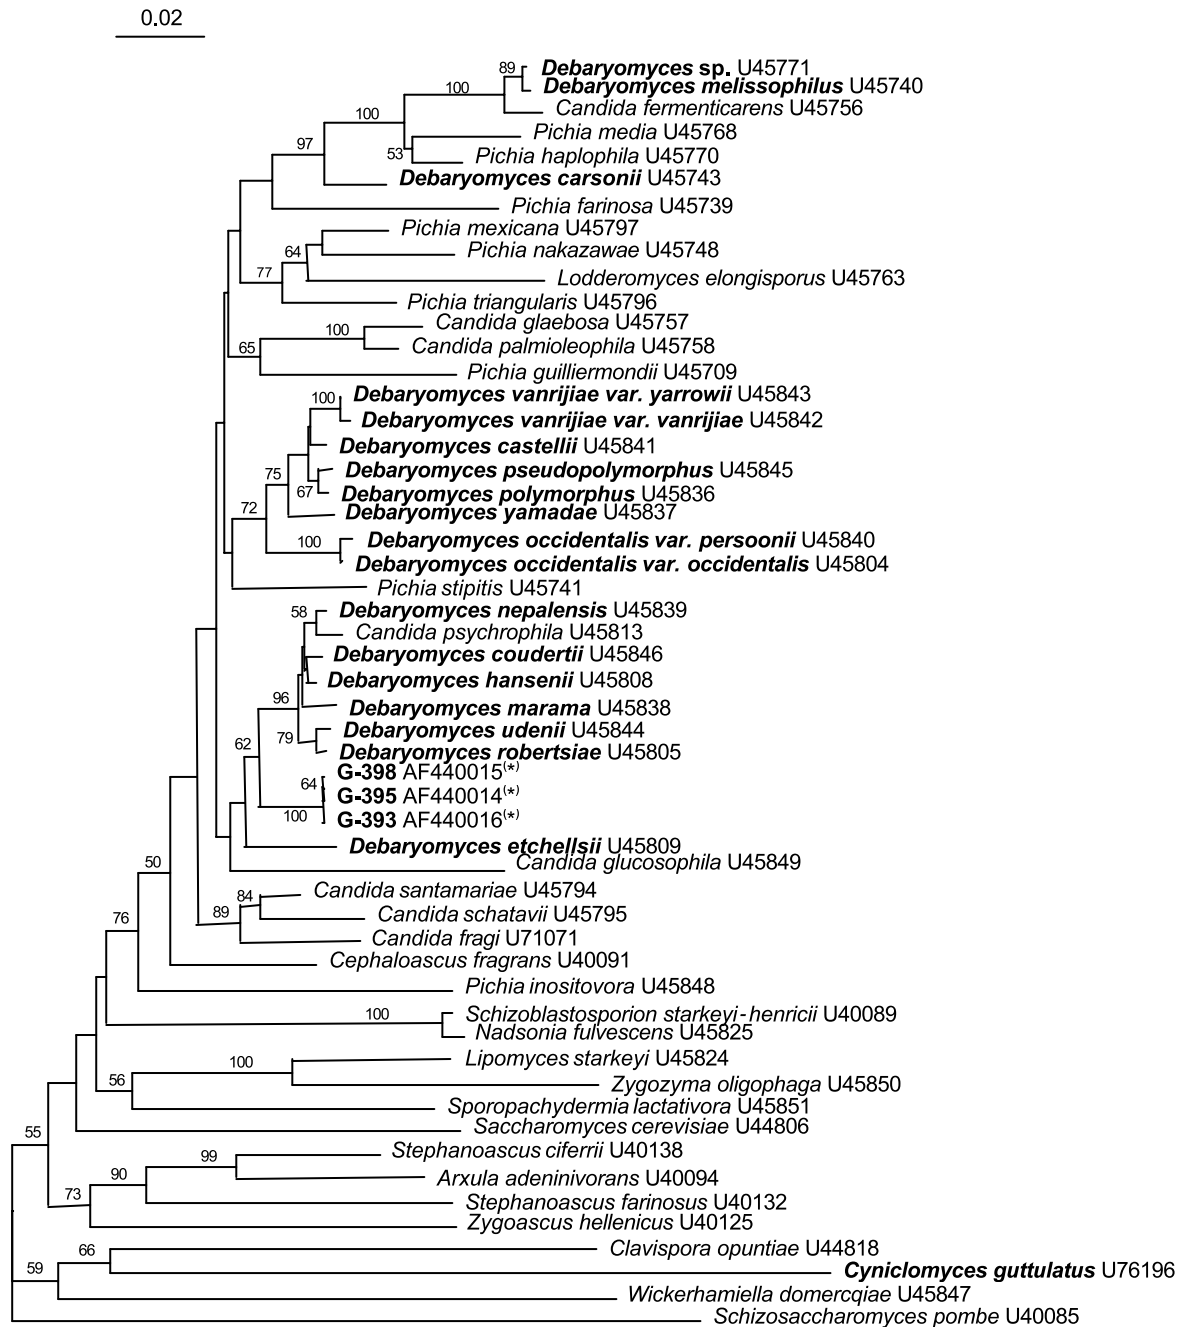 0.02
89
Debaryomyces sp. U45771
Debaryomyces melissophilus U45740
100
Candida fermenticarens U45756
100
Pichia media U45768
53
Pichia haplophila U45770
97
Debaryomyces carsonii U45743
Pichia farinosa U45739
Pichia mexicana U45797
64
Pichia nakazawae U45748
77
Lodderomyces elongisporus U45763
Pichia triangularis U45796
Candida glaebosa U45757
100
Candida palmioleophila U45758
65
Pichia guilliermondii U45709
Debaryomyces vanrijiae var. yarrowii U45843
100
Debaryomyces vanrijiae var. vanrijiae U45842
Debaryomyces castellii U45841
75
Debaryomyces pseudopolymorphus U45845
67
Debaryomyces polymorphus U45836
72
Debaryomyces yamadae U45837
100
Debaryomyces occidentalis var. persoonii U45840
Debaryomyces occidentalis var. occidentalis U45804
Pichia stipitis U45741
58
Debaryomyces nepalensis U45839
Candida psychrophila U45813
Debaryomyces coudertii U45846
Debaryomyces hansenii U45808
96
Debaryomyces marama U45838
79
Debaryomyces udenii U45844
62
Debaryomyces robertsiae U45805
G-398 AF440015(*)
64
G-395 AF440014(*)
100
G-393 AF440016(*)
Debaryomyces etchellsii U45809
50
Candida glucosophila U45849
84
Candida santamariae U45794
89
Candida schatavii U45795
76
Candida fragi U71071
Cephaloascus fragrans U40091
Pichia inositovora U45848
100
Schizoblastosporion starkeyi-henricii U40089
Nadsonia fulvescens U45825
100
Lipomyces starkeyi U45824
56
Zygozyma oligophaga U45850
Sporopachydermia lactativora U45851
Saccharomyces cerevisiae U44806
55
Stephanoascus ciferrii U40138
99
90
Arxula adeninivorans U40094
73
Stephanoascus farinosus U40132
Zygoascus hellenicus U40125
66
Clavispora opuntiae U44818
59
Cyniclomyces guttulatus U76196
Wickerhamiella domercqiae U45847
Schizosaccharomyces pombe U40085